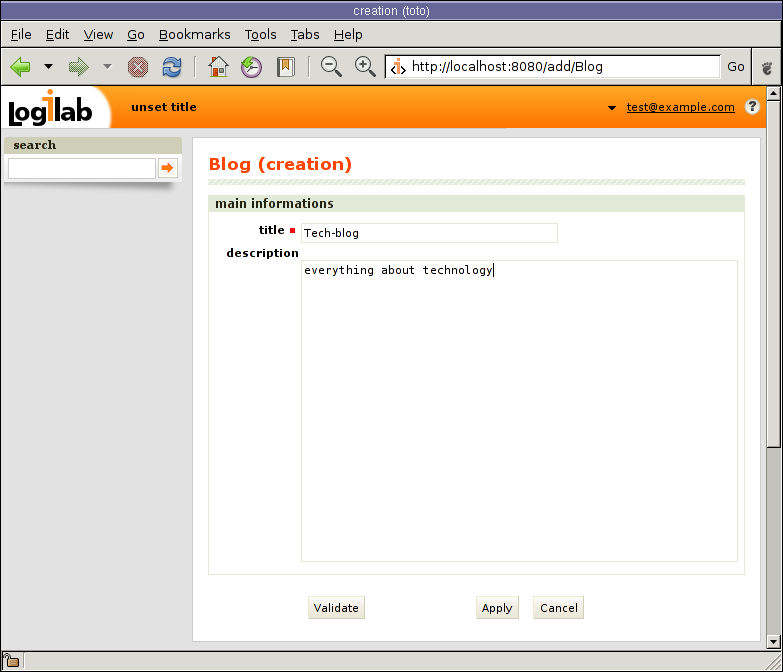 creation (toto)
File Edit View Go Bookmarks Tools Tabs Help
http://localhost:8080/add/Blog Go
logilab unset title test@example.com ?
search
Blog (creation)
main informations
title Tech-blog
description
everything about technology
Validate Apply Cancel